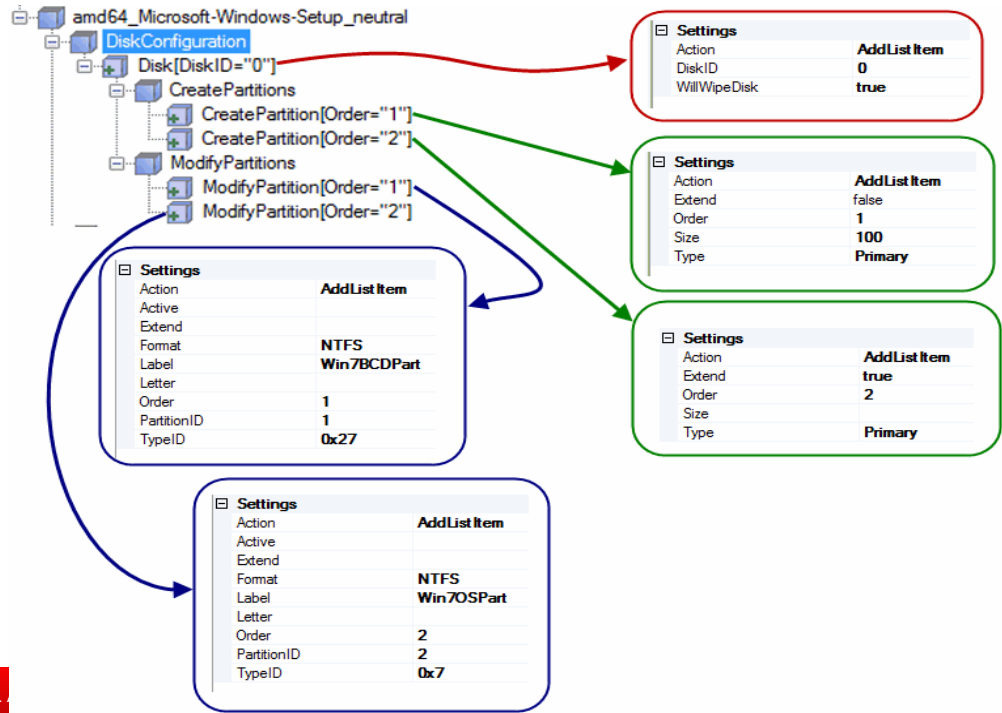 amd64_Microsoft-Windows-Setup_neutral
DiskConfiguration
Disk[DiskID="0"]
CreatePartitions
CreatePartition[Order="1"]
CreatePartition[Order="2"]
ModifyPartitions
ModifyPartition[Order="1"]
ModifyPartition[Order="2"]
Settings
Action AddListItem
DiskID 0
WillWipeDisk true
Settings
Action AddListItem
Extend false
Order 1
Size 100
Type Primary
Settings
Action AddListItem
Extend true
Order 2
Size
Type Primary
Settings
Action AddListItem
Active
Extend
Format NTFS
Label Win7BCDPart
Letter
Order 1
PartitionID 1
TypeID 0x27
Settings
Action AddListItem
Active
Extend
Format NTFS
Label Win7OSPart
Letter
Order 2
PartitionID 2
TypeID 0x7